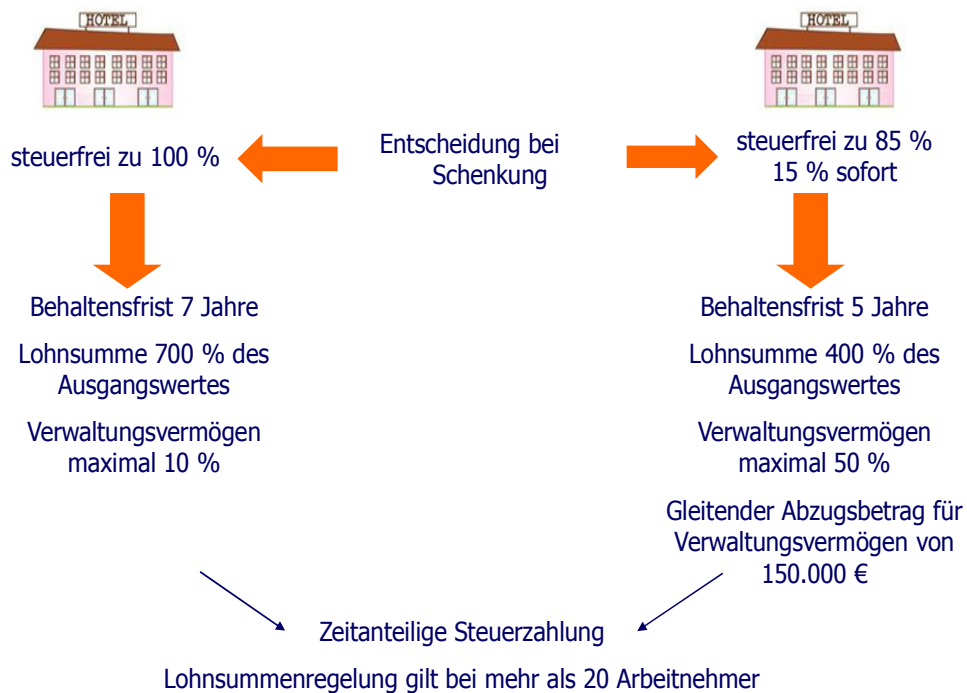 HOTEL
HOTEL
steuerfrei zu 100 %
Entscheidung bei
Schenkung
steuerfrei zu 85 %
15 % sofort
Behaltensfrist 7 Jahre
Lohnsumme 700 % des
Ausgangswertes
Verwaltungsvermögen
maximal 10 %
Behaltensfrist 5 Jahre
Lohnsumme 400 % des
Ausgangswertes
Verwaltungsvermögen
maximal 50 %
Gleitender Abzugsbetrag für
Verwaltungsvermögen von
150.000 €
Zeitanteilige Steuerzahlung
Lohnsummenregelung gilt bei mehr als 20 Arbeitnehmer